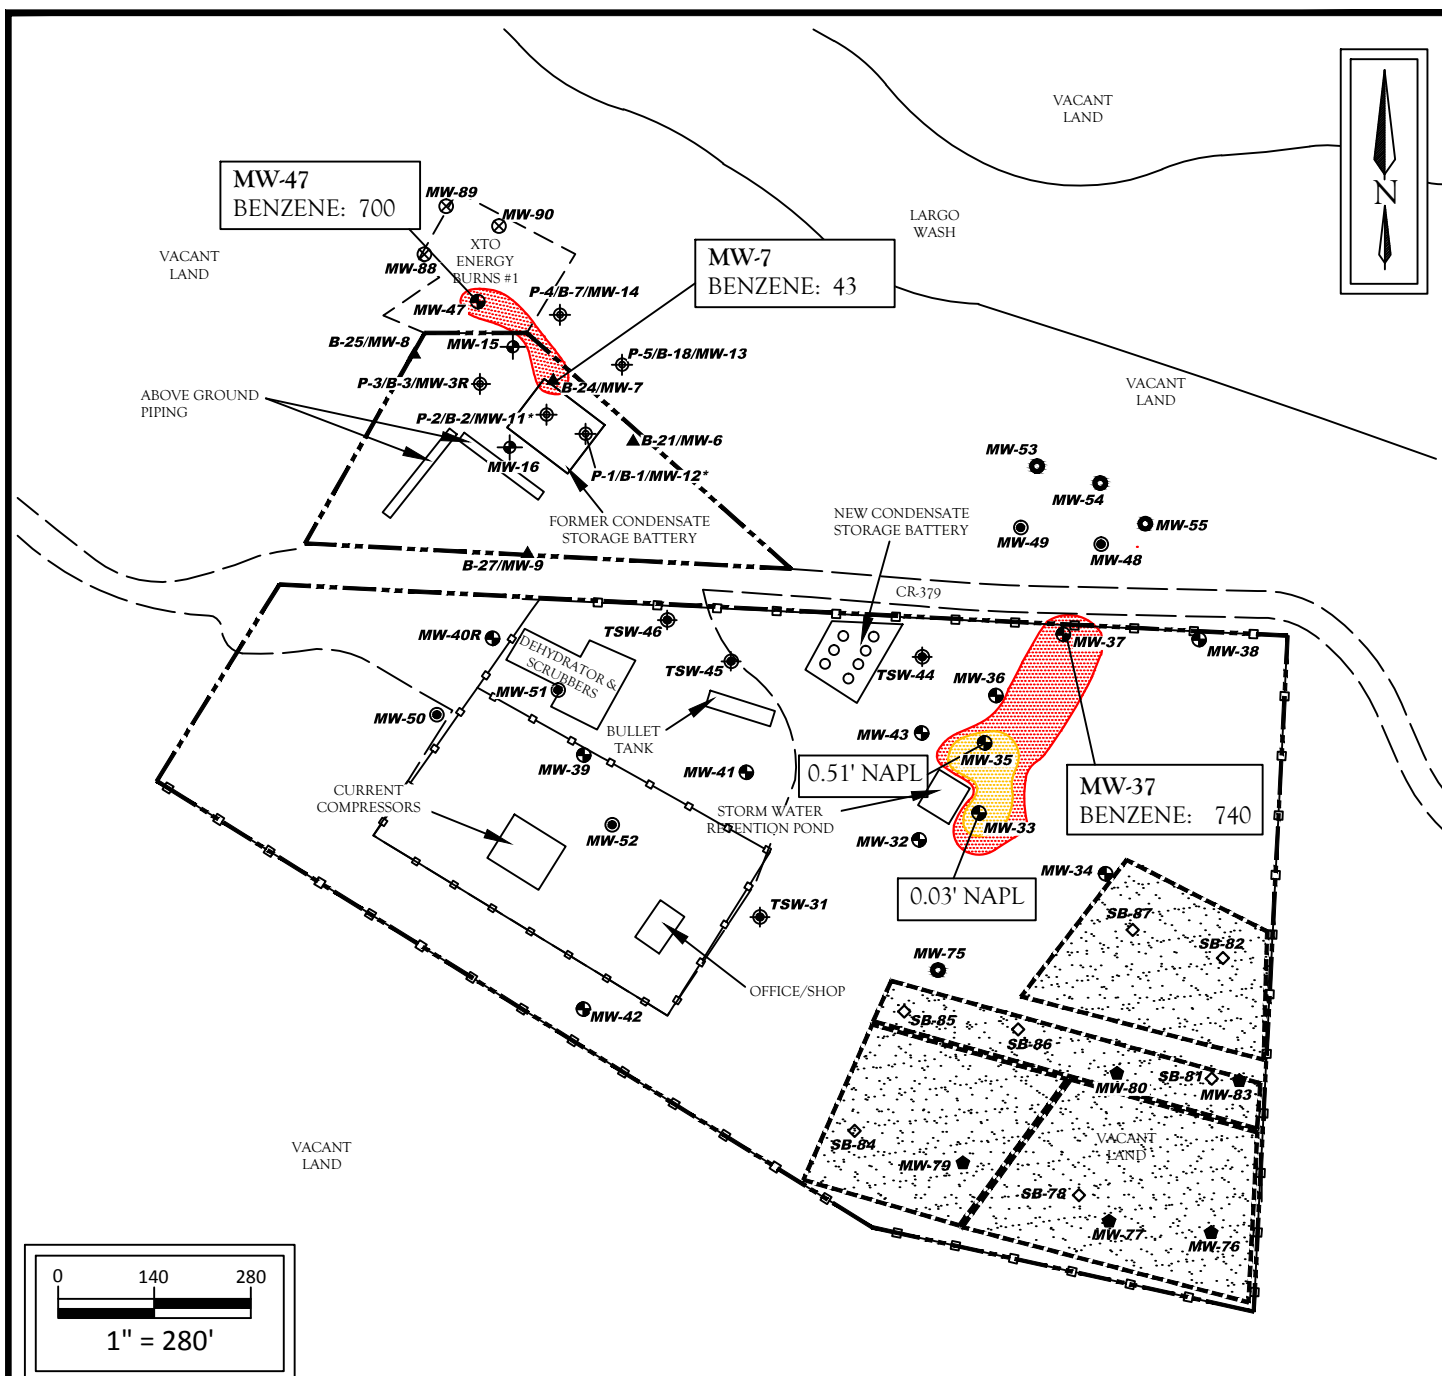 VACANT
LAND
N
MW-47
BENZENE: 700
MW-89
MW-90
LARGO
WASH
XTO
ENERGY
BURNS #1
VACANT
LAND
MW-88
MW-7
BENZENE: 43
P-4/B-7/MW-14
MW-47
B-25/MW-8
MW-15
P-5/B-18/MW-13
P-3/B-3/MW-3R
B-24/MW-7
VACANT
LAND
ABOVE GROUND
PIPING
P-2/B-2/MW-11*
B-21/MW-6
MW-16
P-1/B-1/MW-12*
MW-53
MW-54
MW-55
MW-49
MW-48
FORMER CONDENSATE
STORAGE BATTERY
NEW CONDENSATE
STORAGE BATTERY
B-27/MW-9
CR-379
MW-40R
TSW-46
DEHYDRATOR &
SCRUBBERS
TSW-45
TSW-44
MW-37
MW-38
MW-36
MW-51
MW-50
BULLET
TANK
MW-43
MW-35
MW-39
MW-41
0.51' NAPL
MW-37
BENZENE: 740
CURRENT
COMPRESSORS
STORM WATER
RETENTION POND
MW-33
MW-52
MW-32
MW-34
0.03' NAPL
TSW-31
SB-87
SB-82
MW-75
OFFICE/SHOP
MW-42
SB-85
SB-86
MW-80
SB-81
MW-83
VACANT
LAND
SB-84
MW-79
VACANT
LAND
SB-78
MW-77
MW-76
0 140 280
1" = 280'